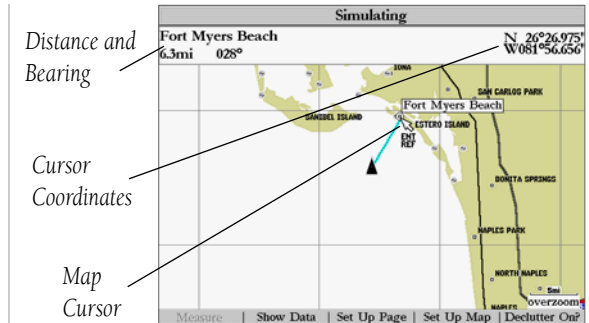 Simulating
Distance and
Bearing
Fort Myers Beach
6.3mi 028°
N 26°26.975'
W081°56.656'
IONA
SAN CARLOS PARK
Fort Myers Beach
SANIBEL ISLAND
ESTERO ISLAND
ENT
REF
Cursor
Coordinates
BONITA SPRINGS
NAPLES PARK
Map
Cursor
NORTH NAPLES
5mi
overzoom
NAPLES
Measure | Show Data | Set Up Page | Set Up Map | Declutter On?